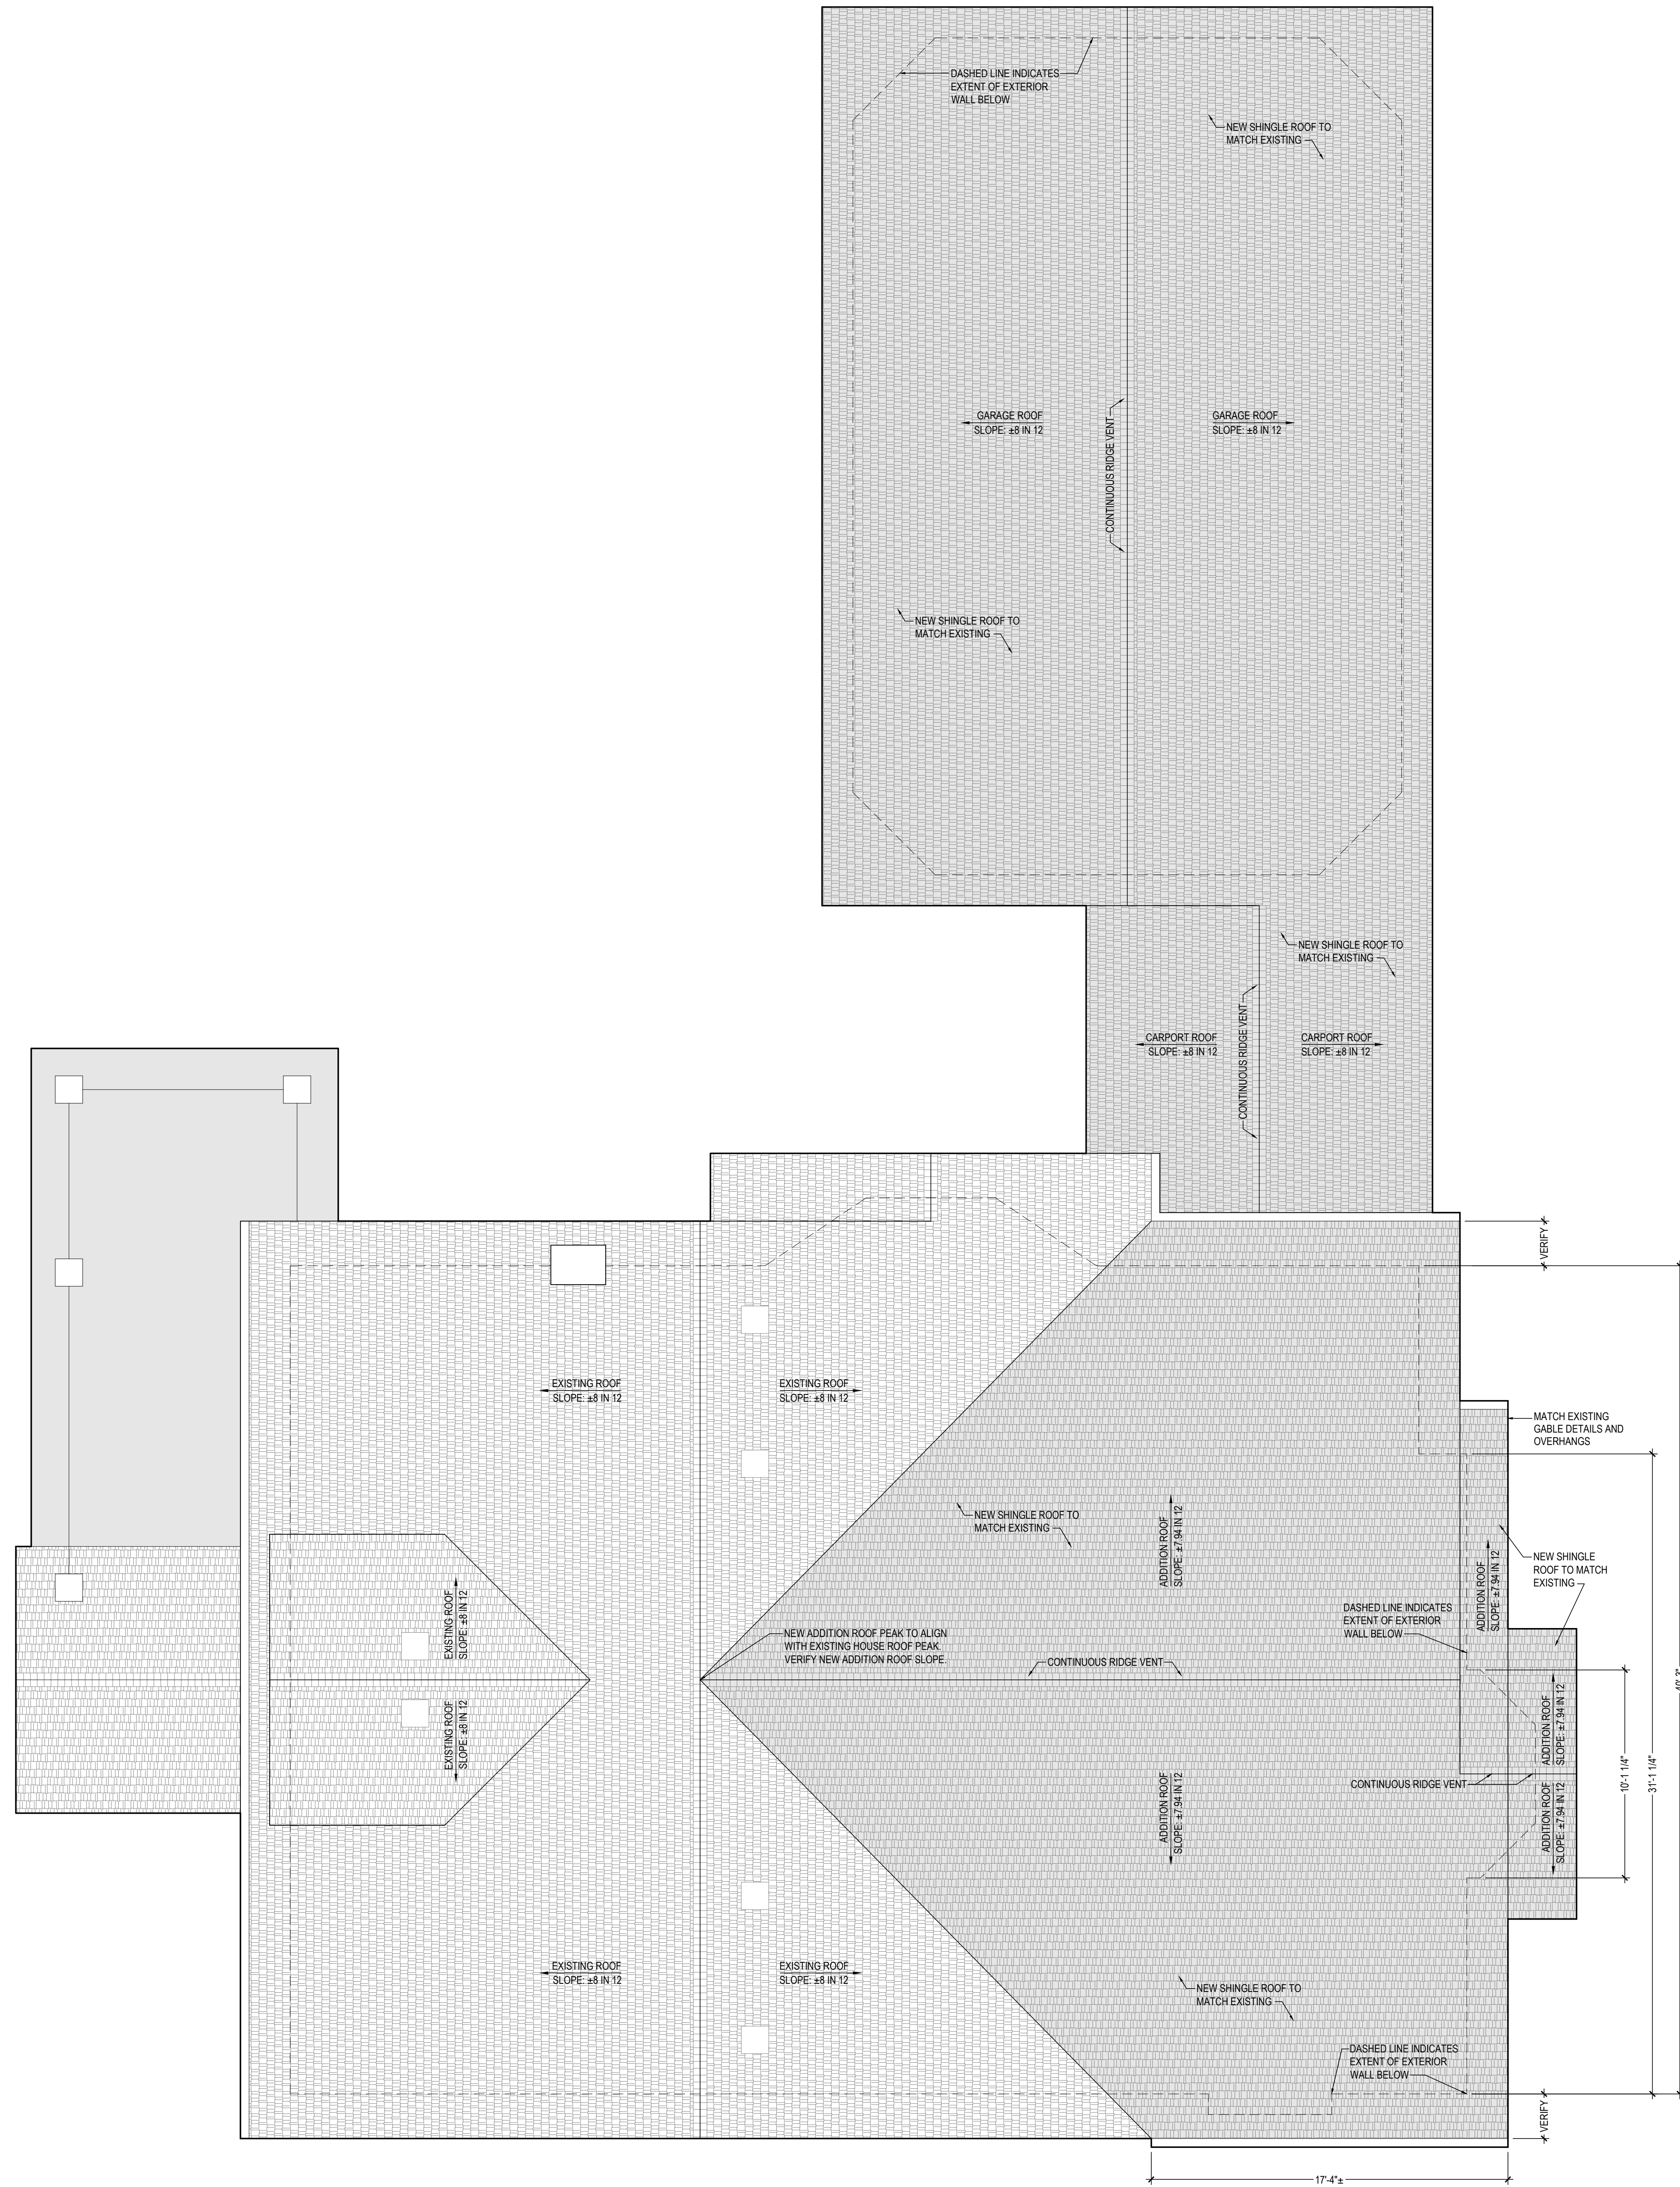 DASHED LINE INDICATES
EXTENT OF EXTERIOR
WALL BELOW
NEW SHINGLE ROOF TO
MATCH EXISTING
GARAGE ROOF
SLOPE: ±8 IN 12
GARAGE ROOF
SLOPE: ±8 IN 12
CONTINUOUS RIDGE VENT
NEW SHINGLE ROOF TO
MATCH EXISTING
NEW SHINGLE ROOF TO
MATCH EXISTING
CARPORT ROOF
SLOPE: ±8 IN 12
CARPORT ROOF
SLOPE: ±8 IN 12
CONTINUOUS RIDGE VENT
VERIFY
EXISTING ROOF
SLOPE: ±8 IN 12
EXISTING ROOF
SLOPE: ±8 IN 12
MATCH EXISTING
GABLE DETAILS AND
OVERHANGS
NEW SHINGLE ROOF TO
MATCH EXISTING
ADDITION ROOF
SLOPE: ±7.94 IN 12
ADDITION ROOF
SLOPE: ±7.94 IN 12
NEW SHINGLE
ROOF TO MATCH
EXISTING
EXISTING ROOF
SLOPE: ±8 IN 12
DASHED LINE INDICATES
EXTENT OF EXTERIOR
WALL BELOW
NEW ADDITION ROOF PEAK TO ALIGN
WITH EXISTING HOUSE ROOF PEAK.
VERIFY NEW ADDITION ROOF SLOPE.
CONTINUOUS RIDGE VENT
EXISTING ROOF
SLOPE: ±8 IN 12
ADDITION ROOF
SLOPE: ±7.94 IN 12
40'-3"
10'-1 1/4"
31'-1 1/4"
CONTINUOUS RIDGE VENT
ADDITION ROOF
SLOPE: ±7.94 IN 12
ADDITION ROOF
SLOPE: ±7.94 IN 12
EXISTING ROOF
SLOPE: ±8 IN 12
EXISTING ROOF
SLOPE: ±8 IN 12
NEW SHINGLE ROOF TO
MATCH EXISTING
DASHED LINE INDICATES
EXTENT OF EXTERIOR
WALL BELOW
VERIFY
17'-4"±